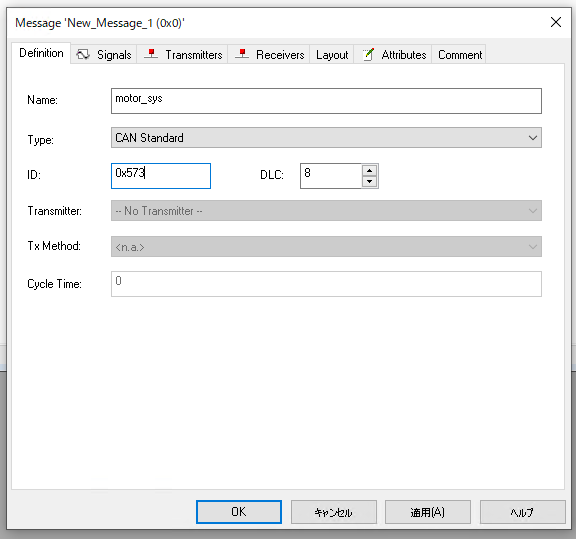 Message 'New_Message_1 (0x0)'
Definition Signals Transmitters Receivers Layout Attributes Comment
Name: motor_sys
Type: CAN Standard
ID: 0x573 DLC: 8
Transmitter: -- No Transmitter --
Tx Method: <n.a.>
Cycle Time: 0
OK キャンセル 適用(A) ヘルプ